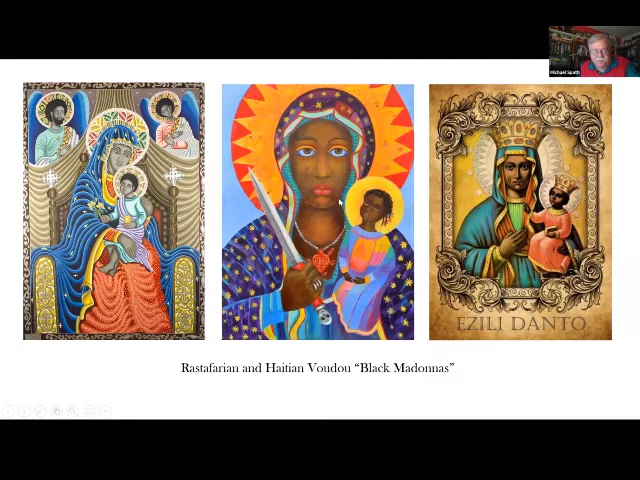 Michael Spath
EZILI DANTO
Rastafarian and Haitian Voudou “Black Madonnas”